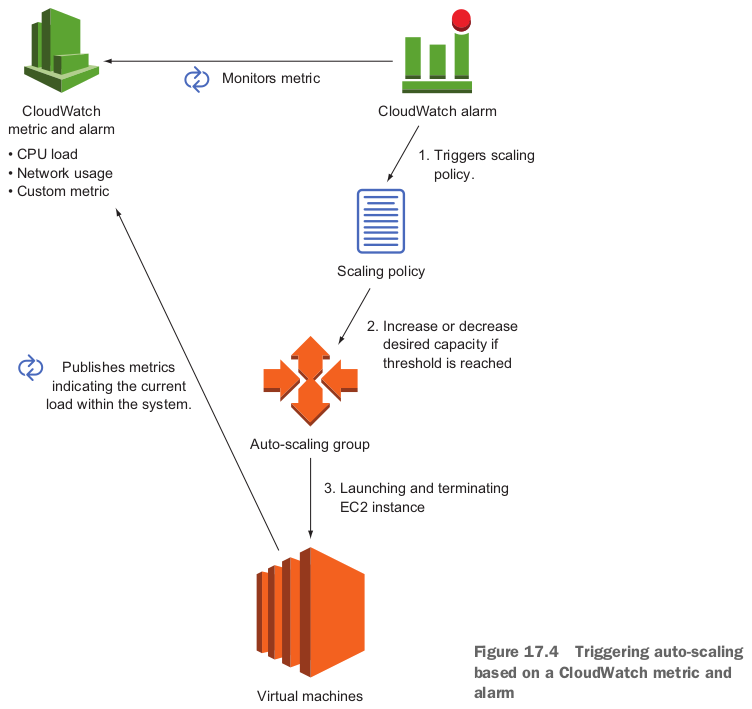 Monitors metric
CloudWatch
metric and alarm
• CPU load
• Network usage
• Custom metric
CloudWatch alarm
1. Triggers scaling
policy.
Scaling policy
2. Increase or decrease
desired capacity if
threshold is reached
Publishes metrics
indicating the current
load within the system.
Auto-scaling group
3. Launching and terminating
EC2 instance
Virtual machines
Figure 17.4 Triggering auto-scaling
based on a CloudWatch metric and
alarm